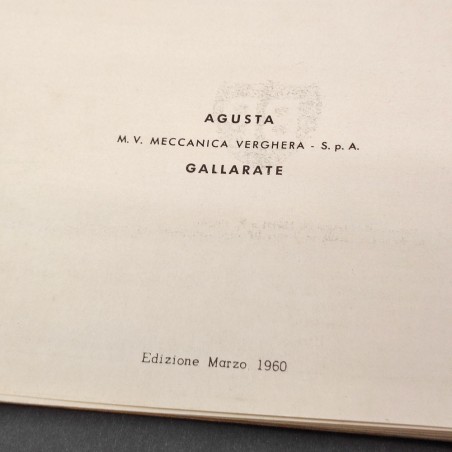 AGUSTA
M. V. MECCANICA VERGHERA - S. p. A.
GALLARATE
Edizione Marzo 1960